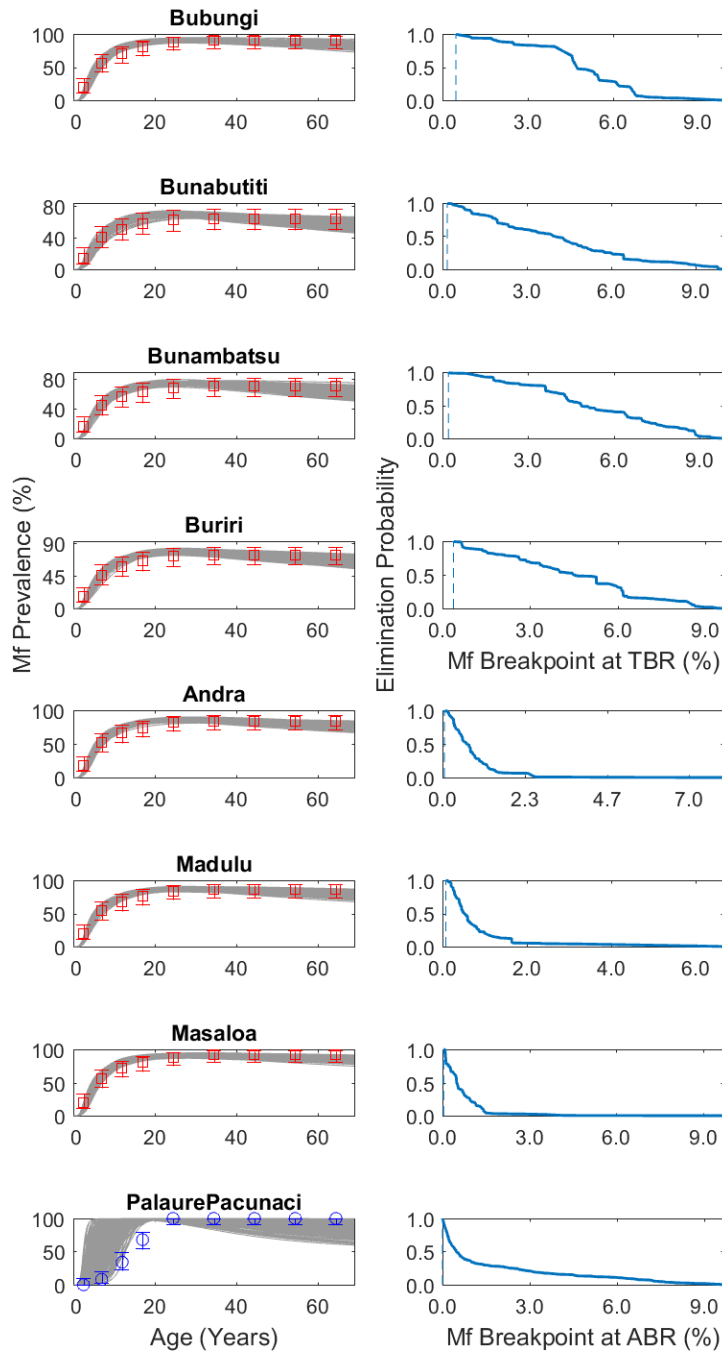 Bubungi
100
50
0
0 20 40 60
1.0
0.5
0.0
0.0 3.0 6.0 9.0
Bunabutiti
80
40
0
0 20 40 60
1.0
0.5
0.0
0.0 3.0 6.0 9.0
Bunambatsu
80
40
0
0 20 40 60
1.0
0.5
0.0
0.0 3.0 6.0 9.0
Mf Prevalence (%)
Elimination Probability
Buriri
90
45
0
0 20 40 60
1.0
0.5
0.0
0.0 3.0 6.0 9.0
Mf Breakpoint at TBR (%)
Andra
100
50
0
0 20 40 60
1.0
0.5
0.0
0.0 2.3 4.7 7.0
Madulu
100
50
0
0 20 40 60
1.0
0.5
0.0
0.0 2.0 4.0 6.0
Masaloa
100
50
0
0 20 40 60
1.0
0.5
0.0
0.0 3.0 6.0 9.0
PalaurePacunaci
100
50
0
0 20 40 60
Age (Years)
1.0
0.5
0.0
0.0 3.0 6.0 9.0
Mf Breakpoint at ABR (%)